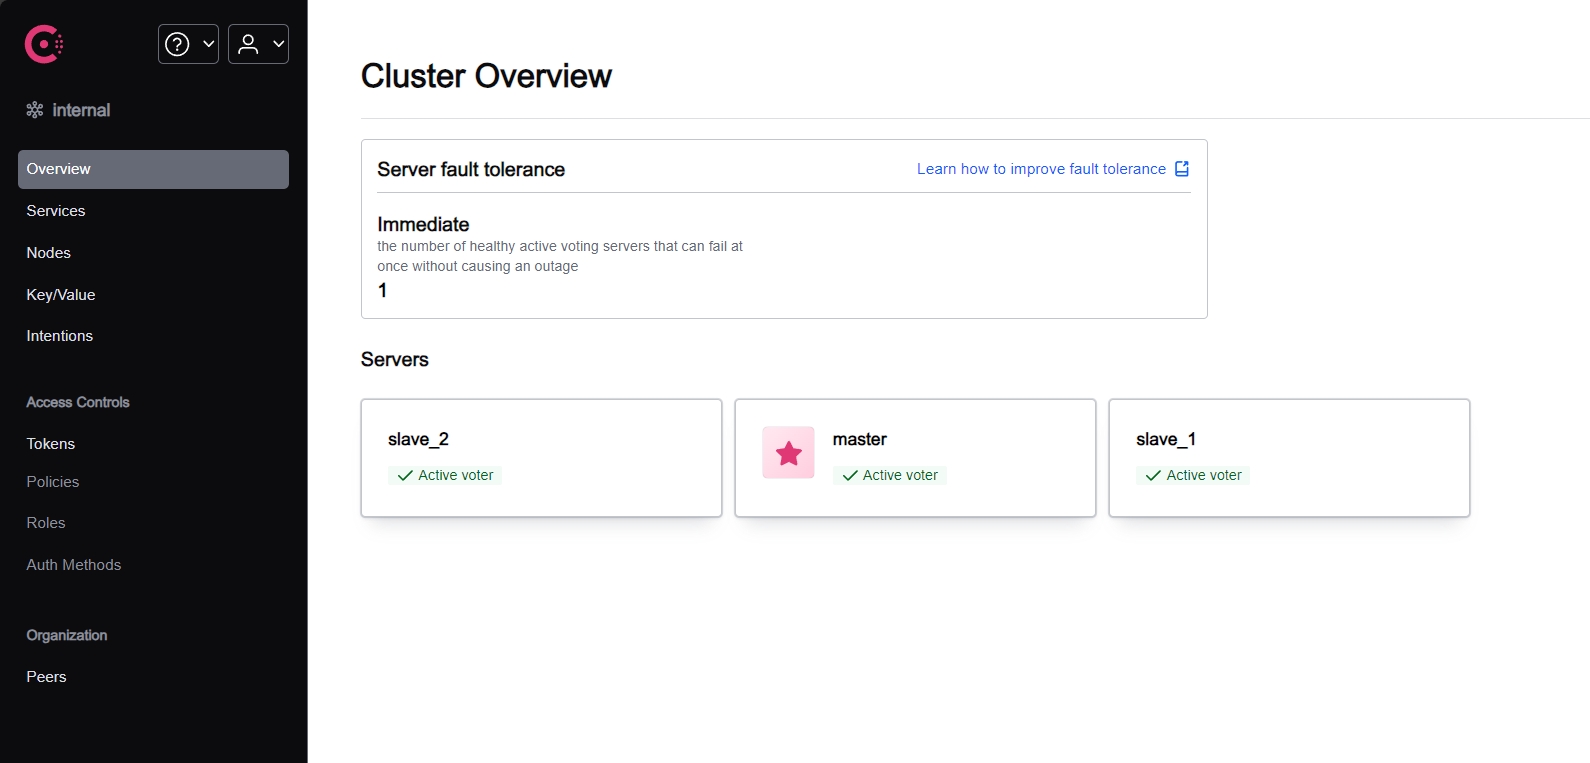 internal
Overview
Services
Nodes
Key/Value
Intentions
Access Controls
Tokens
Policies
Roles
Auth Methods
Organization
Peers
Cluster Overview
Server fault tolerance
Learn how to improve fault tolerance
Immediate
the number of healthy active voting servers that can fail at
once without causing an outage
1
Servers
slave_2
Active voter
master
Active voter
slave_1
Active voter